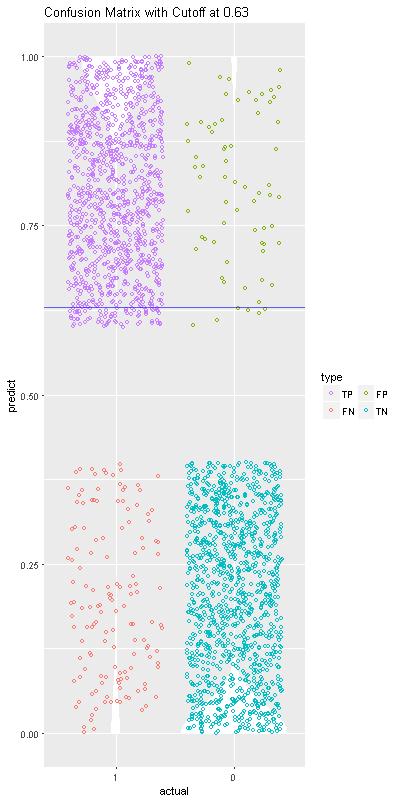 Confusion Matrix with Cutoff at 0.63
1.00
0.75
0.50
0.25
0.00
predict
1 0
actual
type
TP FP
FN TN